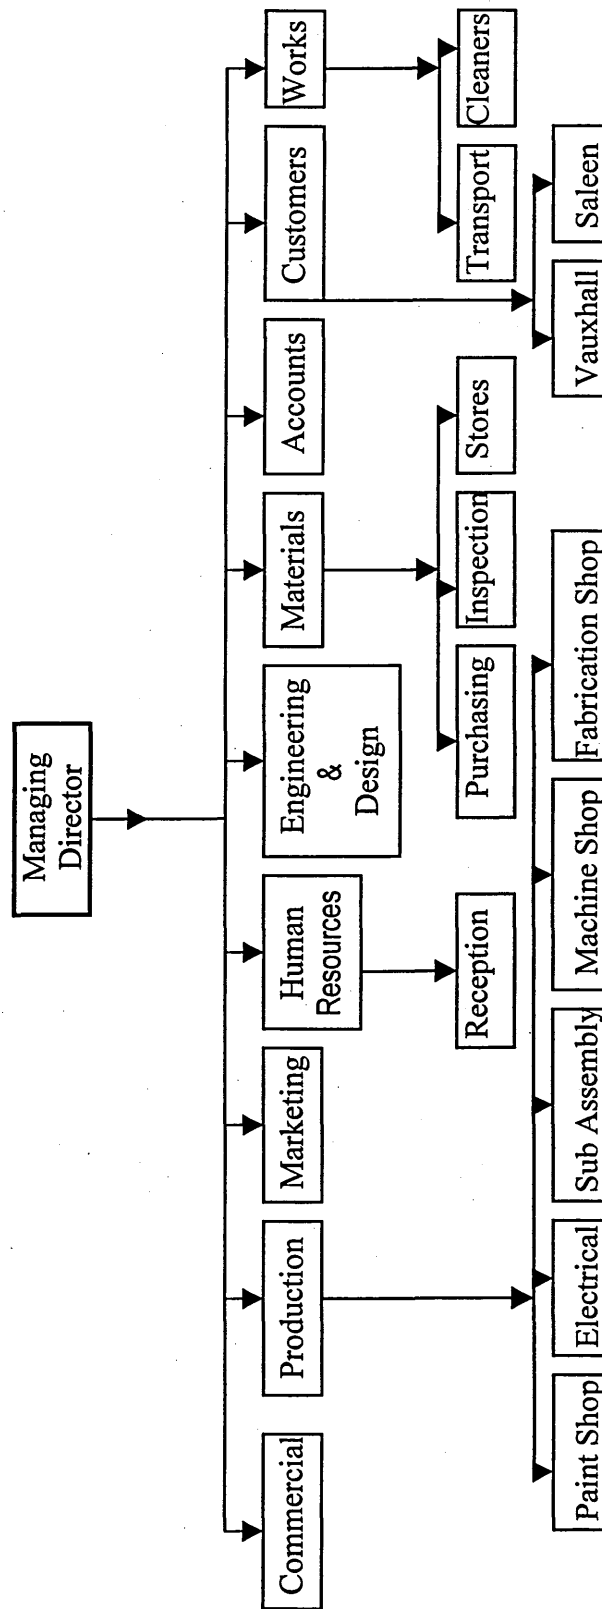 Managing
Director
Commercial
Production
Marketing
Human
Resources
Engineering
&
Design
Materials
Accounts
Customers
Works
Reception
Purchasing
Inspection
Stores
Transport
Cleaners
Paint Shop
Electrical
Sub Assembly
Machine Shop
Fabrication Shop
Vauxhall
Saleen